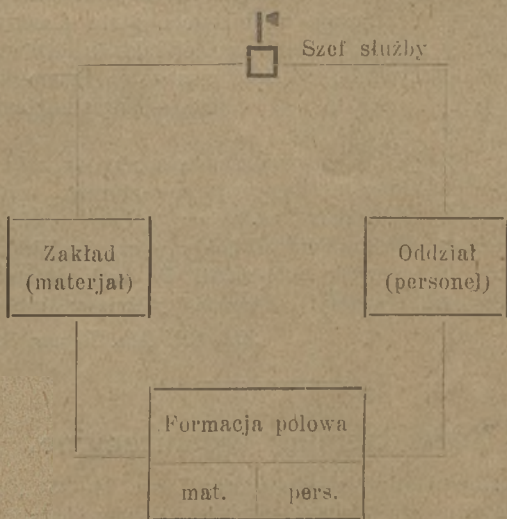 Szef służby
Zakład
(materjał)
Oddział
(personel)
Formacja polowa
mat. pers.